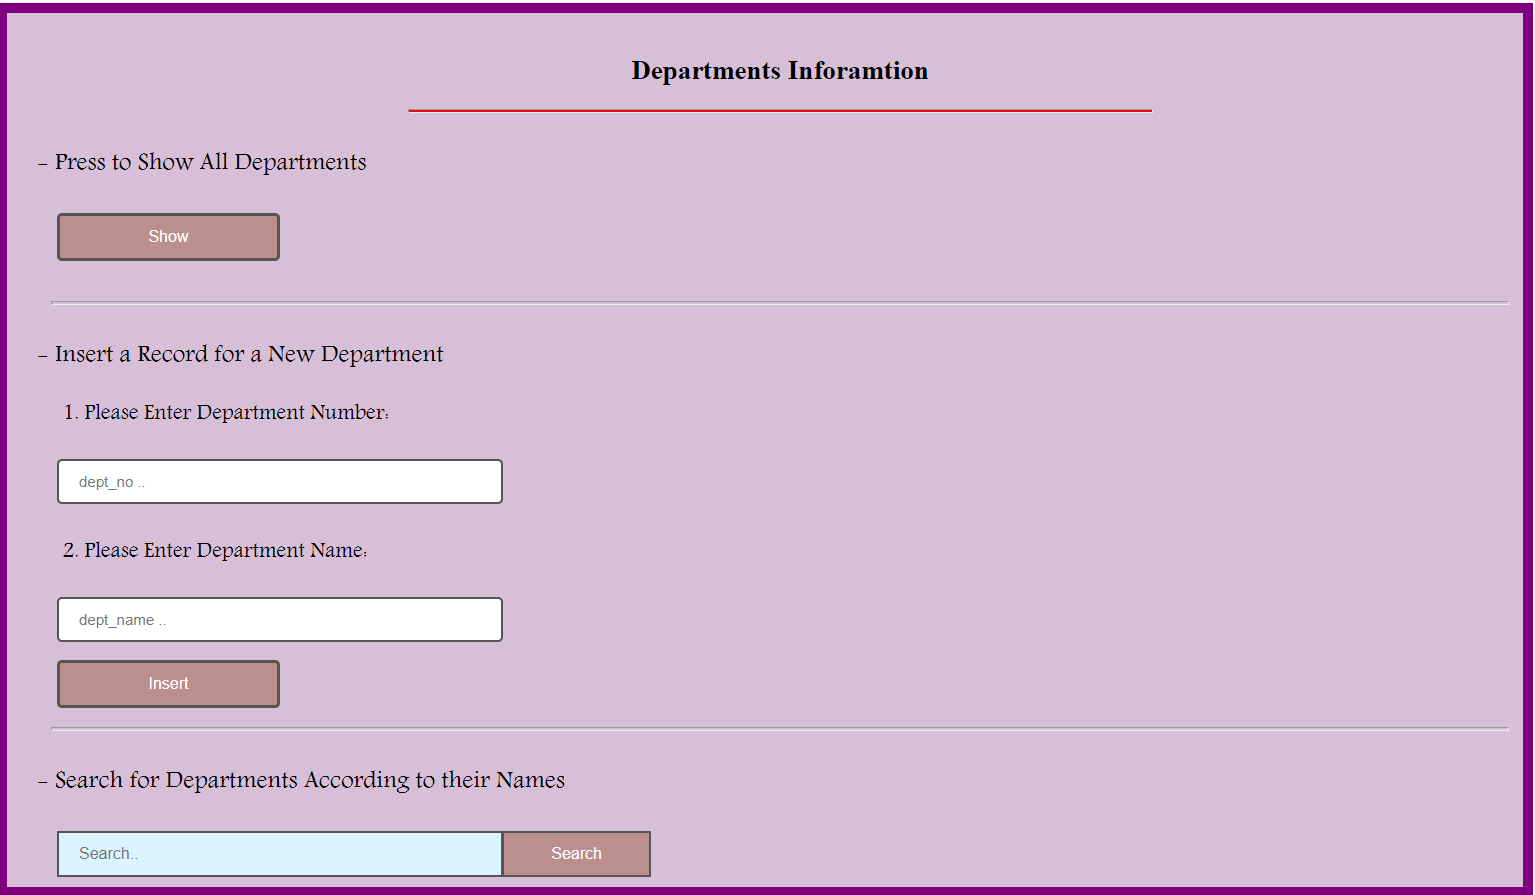 Departments Inforamtion
- Press to Show All Departments
Show
- Insert a Record for a New Department
1. Please Enter Department Number:
dept_no ..
2. Please Enter Department Name:
dept_name ..
Insert
- Search for Departments According to their Names
Search.. Search